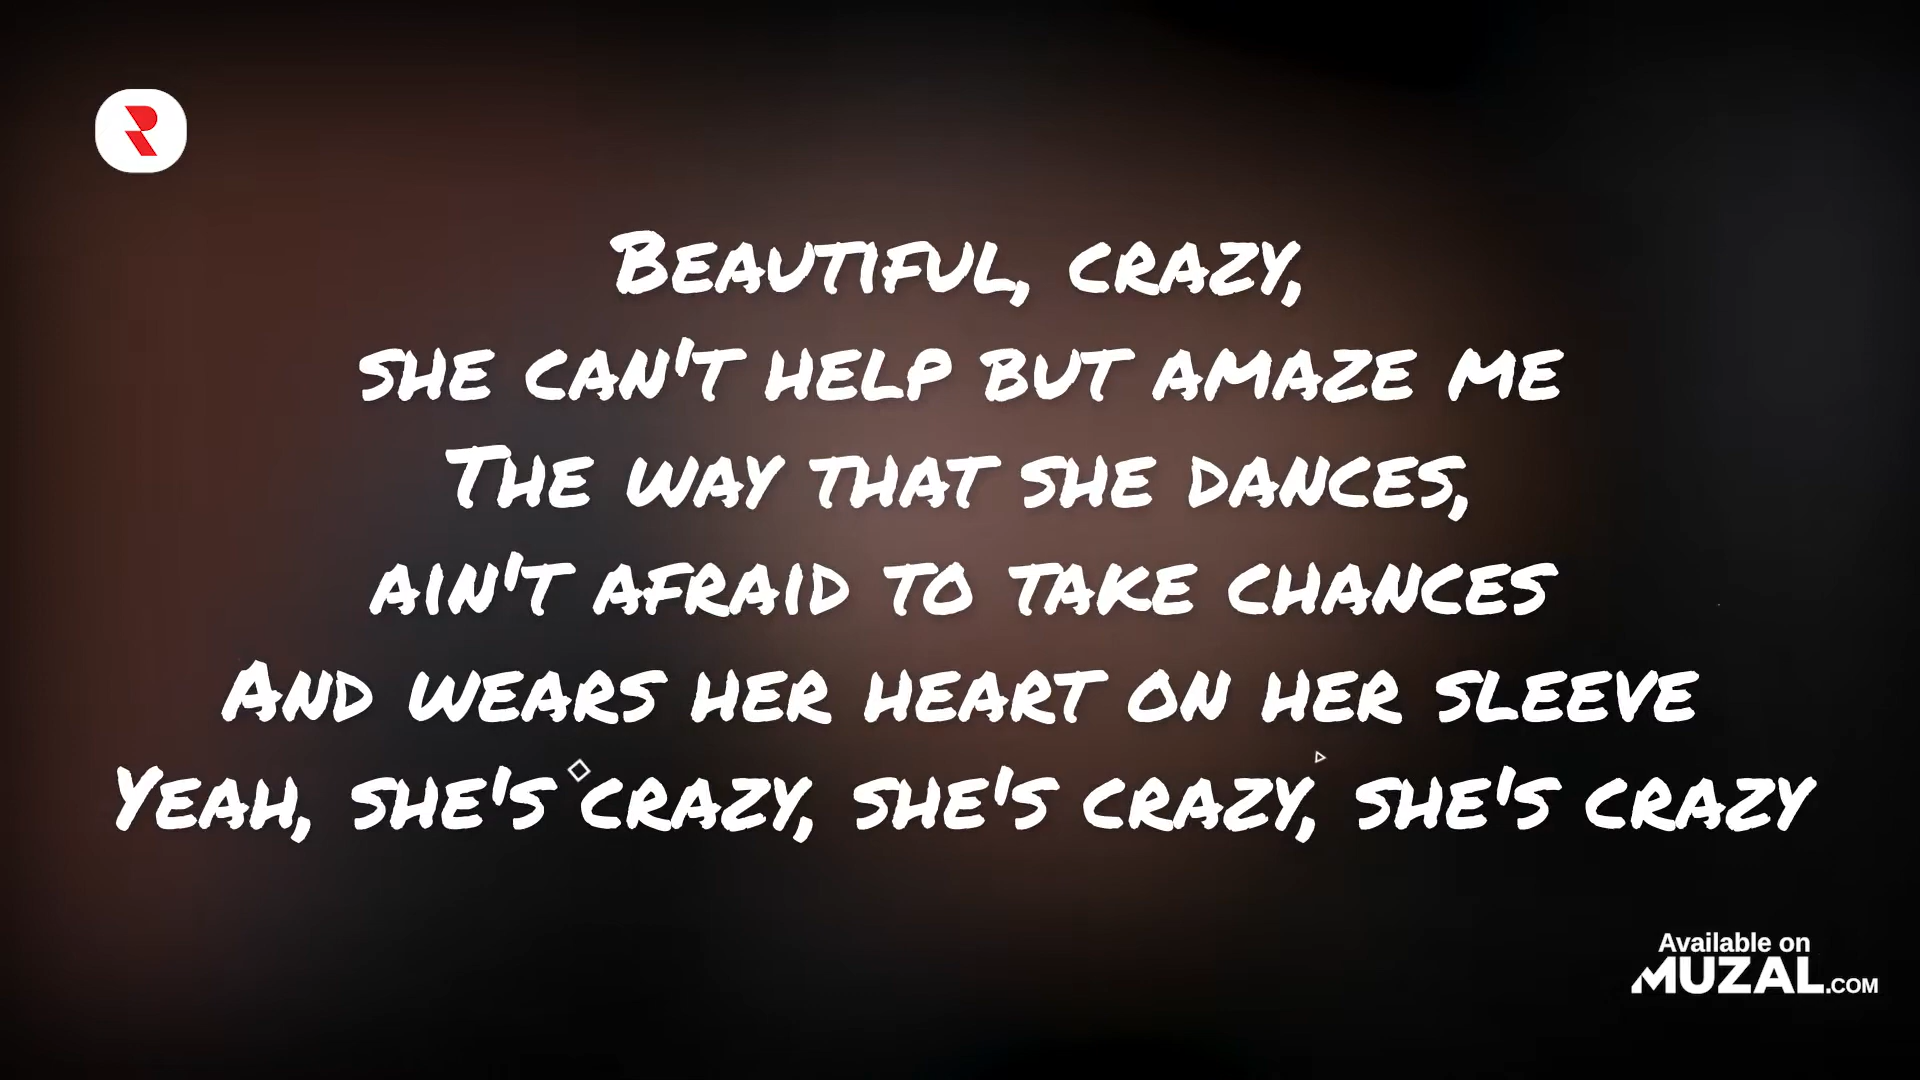 R
BEAUTIFUL, CRAZY,
SHE CAN'T HELP BUT AMAZE ME
THE WAY THAT SHE DANCES,
AIN'T AFRAID TO TAKE CHANCES
AND WEARS HER HEART ON HER SLEEVE
YEAH, SHE'S CRAZY, SHE'S CRAZY, SHE'S CRAZY
Available on
MUZAL.COM